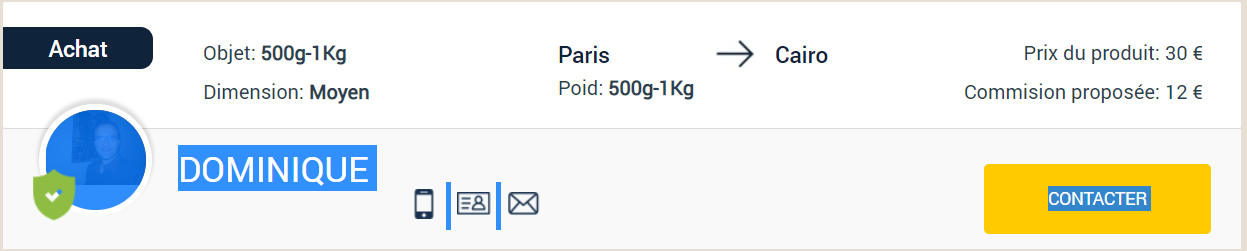 Achat
Objet: 500g-1Kg
Dimension: Moyen
Paris → Cairo
Poid: 500g-1Kg
Prix du produit: 30 €
Commision proposée: 12 €
DOMINIQUE
CONTACTER